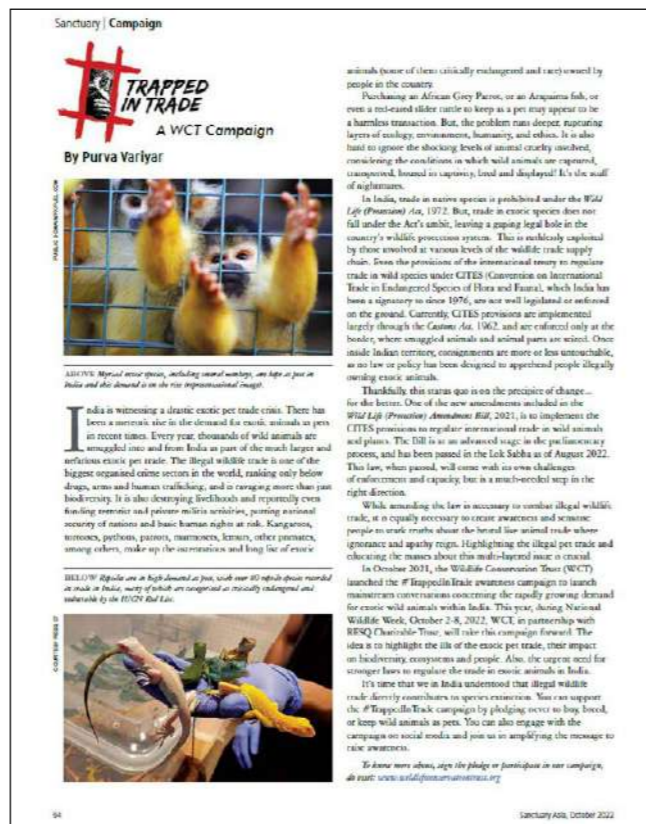 Sanctuary | Campaign
TRAPPED
IN TRADE
A WCT Campaign
By Purva Variyar
ABOVE Myriad exotic species, including several monkeys, are kept as pets in
India and this demand is on the rise (representational image).
India is witnessing a drastic exotic pet trade crisis. There has
been a meteoric rise in the demand for exotic animals as pets
in recent times. Every year, thousands of wild animals are
smuggled into and from India as part of the much larger and
nefarious exotic pet trade. The illegal wildlife trade is one of the
biggest organised crime sectors in the world, ranking only below
drugs, arms and human trafficking, and is ravaging more than just
biodiversity. It is also destroying livelihoods and reportedly even
funding terrorist and private militia activities, putting national
security of nations and basic human rights at risk. Kangaroos,
tortoises, pythons, parrots, marmosets, lemurs, other primates,
among others, make up the ostentatious and long list of exotic
BELOW Reptiles are in high demand as pets, with over 80 reptile species recorded
in trade in India, many of which are categorised as critically endangered and
vulnerable by the IUCN Red List.
animals (some of them critically endangered and rare) owned by
people in the country.
Purchasing an African Grey Parrot, or an Arapaima fish, or
even a red-eared slider turtle to keep as a pet may appear to be
a harmless transaction. But, the problem runs deeper, rupturing
layers of ecology, environment, humanity, and ethics. It is also
hard to ignore the shocking levels of animal cruelty involved,
considering the conditions in which wild animals are captured,
transported, housed in captivity, bred and displayed! It's the stuff
of nightmares.
In India, trade in native species is prohibited under the Wild
Life (Protection) Act, 1972. But, trade in exotic species does not
fall under the Act's ambit, leaving a gaping legal hole in the
country's wildlife protection system. This is ruthlessly exploited
by those involved at various levels of the wildlife trade supply
chain. Even the provisions of the international treaty to regulate
trade in wild species under CITES (Convention on International
Trade in Endangered Species of Flora and Fauna), which India has
been a signatory to since 1976, are not well legislated or enforced
on the ground. Currently, CITES provisions are implemented
largely through the Customs Act, 1962, and are enforced only at the
border, where smuggled animals and animal parts are seized. Once
inside Indian territory, consignments are more or less untouchable,
as no law or policy has been designed to apprehend people illegally
owning exotic animals.
Thankfully, this status quo is on the precipice of change...
for the better. One of the new amendments included in the
Wild Life (Protection) Amendment Bill, 2021, is to implement the
CITES provisions to regulate international trade in wild animals
and plants. The Bill is at an advanced stage in the parliamentary
process, and has been passed in the Lok Sabha as of August 2022.
This law, when passed, will come with its own challenges
of enforcement and capacity, but is a much-needed step in the
right direction.
While amending the law is necessary to combat illegal wildlife
trade, it is equally necessary to create awareness and sensitise
people to stark truths about the brutal live animal trade where
ignorance and apathy reign. Highlighting the illegal pet trade and
educating the masses about this multi-layered issue is crucial.
In October 2021, the Wildlife Conservation Trust (WCT)
launched the #TrappedInTrade awareness campaign to launch
mainstream conversations concerning the rapidly growing demand
for exotic wild animals within India. This year, during National
Wildlife Week, October 2-8, 2022, WCT, in partnership with
RESQ Charitable Trust, will take this campaign forward. The
idea is to highlight the ills of the exotic pet trade, their impact
on biodiversity, ecosystems and people. Also, the urgent need for
stronger laws to regulate the trade in exotic animals in India.
It's time that we in India understood that illegal wildlife
trade directly contributes to species extinction. You can support
the #TrappedInTrade campaign by pledging never to buy, breed,
or keep wild animals as pets. You can also engage with the
campaign on social media and join us in amplifying the message to
raise awareness.
To know more about, sign the pledge or participate in our campaign,
do visit: www.wildlifeconservationtrust.org
64
Sanctuary Asia, October 2022